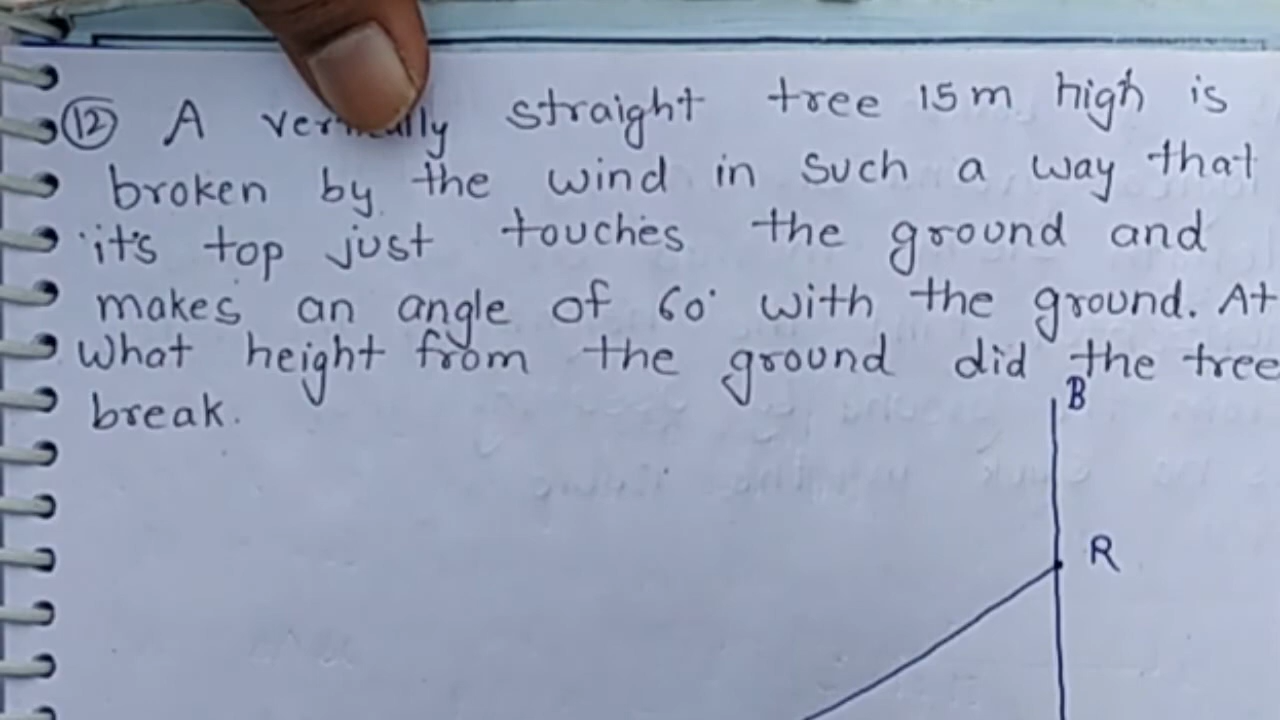 ⑫ A vertically straight tree 15m high is
broken by the wind in such a way that
it's top just touches the ground and
makes an angle of 60° with the ground. At
What height from the ground did the tree
break.
B
R